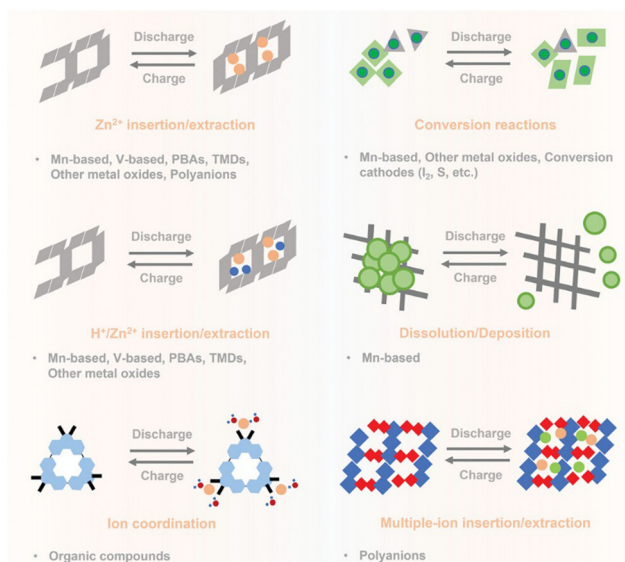 Discharge
Charge
Zn²⁺ insertion/extraction
• Mn-based, V-based, PBAs, TMDs,
Other metal oxides, Polyanions
Discharge
Charge
Conversion reactions
• Mn-based, Other metal oxides, Conversion
cathodes (I₂, S, etc.)
Discharge
Charge
H⁺/Zn²⁺ insertion/extraction
• Mn-based, V-based, PBAs, TMDs,
Other metal oxides
Discharge
Charge
Dissolution/Deposition
• Mn-based
Discharge
Charge
Ion coordination
• Organic compounds
Discharge
Charge
Multiple-ion insertion/extraction
• Polyanions